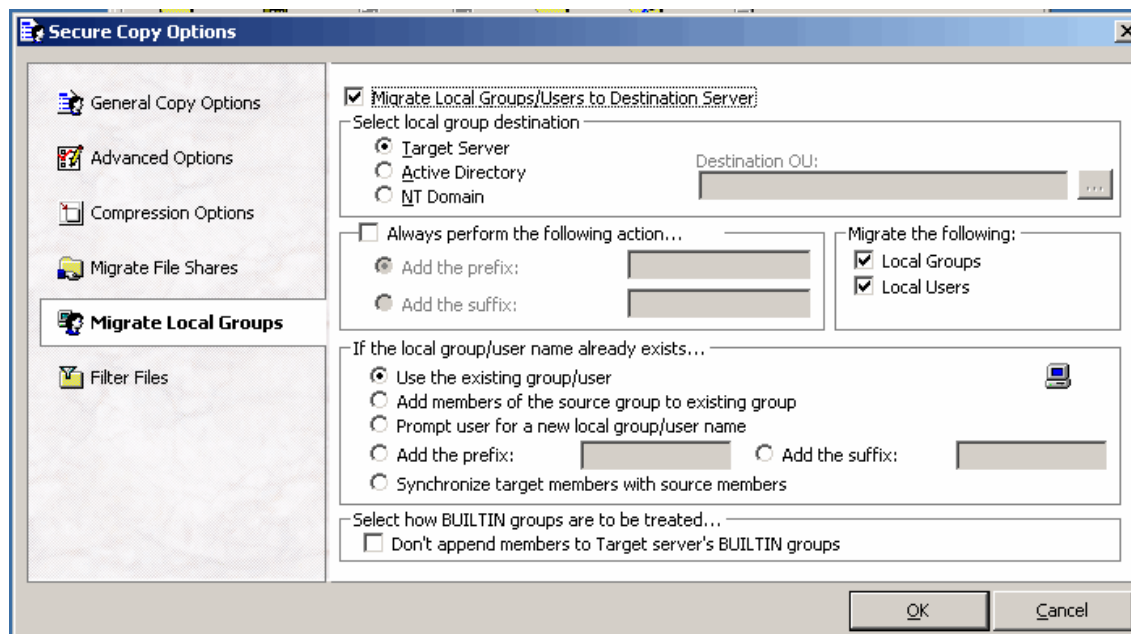 Secure Copy Options
General Copy Options
Advanced Options
Compression Options
Migrate File Shares
Migrate Local Groups
Filter Files
Migrate Local Groups/Users to Destination Server
Select local group destination
Target Server
Active Directory
NT Domain
Destination OU:
...
Always perform the following action...
Add the prefix:
Add the suffix:
Migrate the following:
Local Groups
Local Users
If the local group/user name already exists...
Use the existing group/user
Add members of the source group to existing group
Prompt user for a new local group/user name
Add the prefix: Add the suffix:
Synchronize target members with source members
Select how BUILTIN groups are to be treated...
Don't append members to Target server's BUILTIN groups
OK Cancel